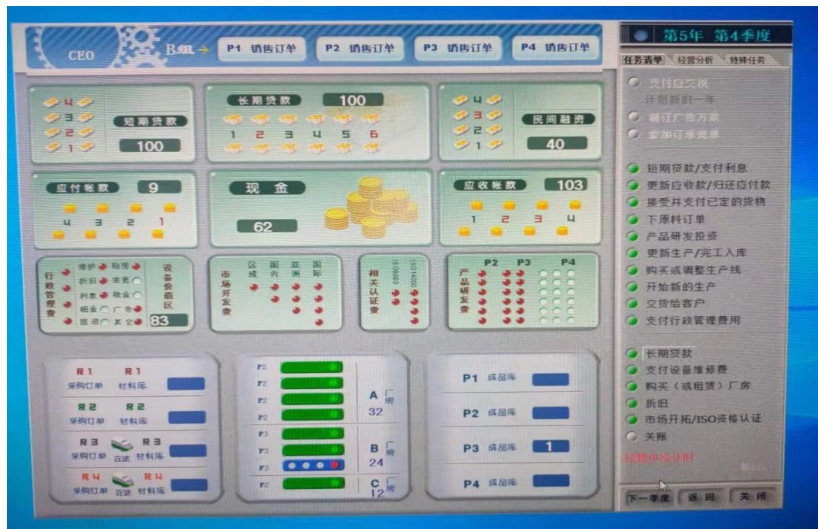 第5年 第4季度
CEO
B组
P1 销售订单
P2 销售订单
P3 销售订单
P4 销售订单
任务清单 经营分析 特殊任务
支付应交税
计划新的一年
制订广告方案
参加订单竞单
短期贷款/支付利息
更新应收款/归还应付款
接受并支付已定的货物
下原料订单
产品研发投资
更新生产/完工入库
购买或调整生产线
开始新的生产
交货给客户
支付行政管理费用
长期贷款
支付设备维修费
购买(或租赁)厂房
折旧
市场开拓/ISO资格认证
关账
下一季度 返回 关闭
4
3
2
1
短期贷款
100
长期贷款 100
1 2 3 4 5 6
4
3
2
1
民间融资
40
应付帐款 9
4 3 2 1
现金
62
应收帐款 103
1 2 3 4
行政管理费
维护 贴现
折旧 变更
利息 税金
租金 广告
其它
设备价值区
83
市场开发费
区域 国内 亚洲 国际
相关认证费
ISO9000 ISO14000
产品研发费
P2 P3 P4
R1 R1
采购订单 材料库
R2 R2
采购订单 材料库
R3 R3
采购订单 在途 材料库
R4 R4
采购订单 在途 材料库
P2
P2
P2
P2
P3
P3
P3
P2
A厂房
32
B厂房
24
C厂房
12
P1 成品库
P2 成品库
P3 成品库 1
P4 成品库